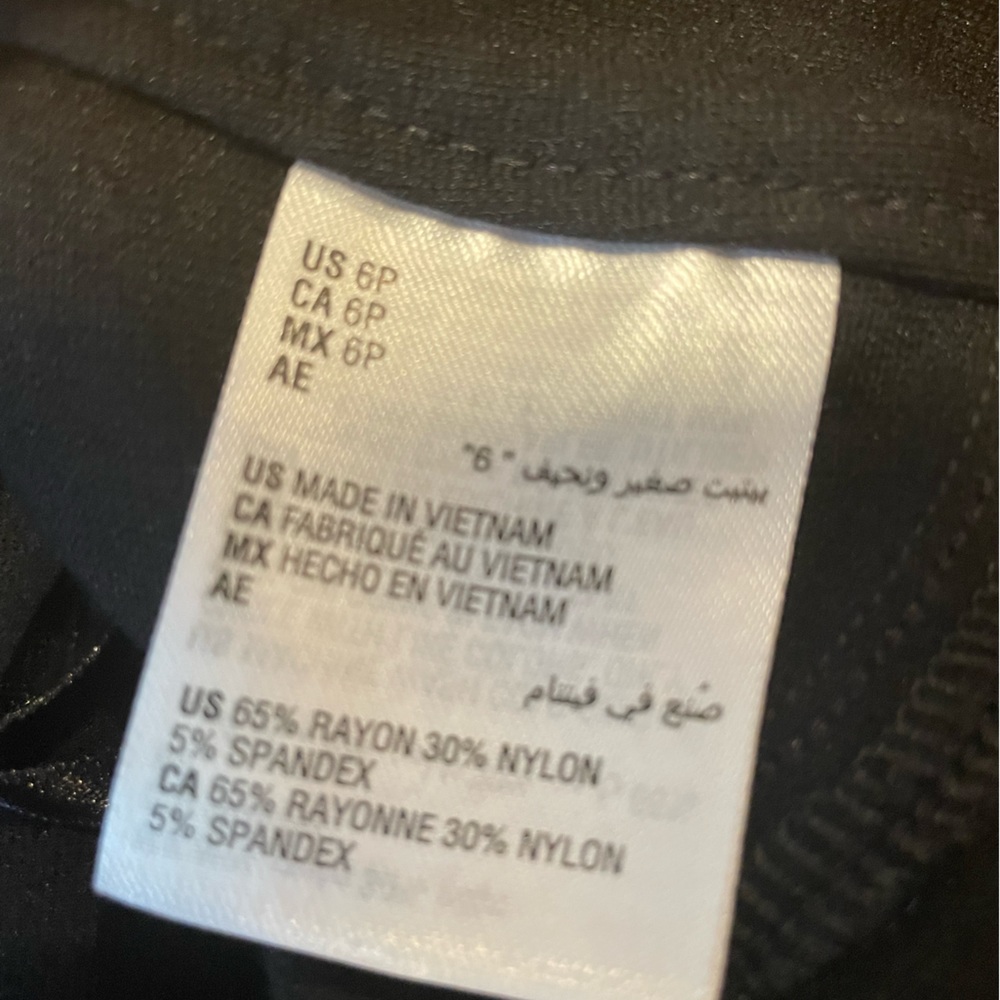 US 6P
CA 6P
MX 6P
AE
بيتيت صغير ونحيف " 6"
US MADE IN VIETNAM
CA FABRIQUÉ AU VIETNAM
MX HECHO EN VIETNAM
AE
صُنع في فيتنام
US 65% RAYON 30% NYLON
5% SPANDEX
CA 65% RAYONNE 30% NYLON
5% SPANDEX